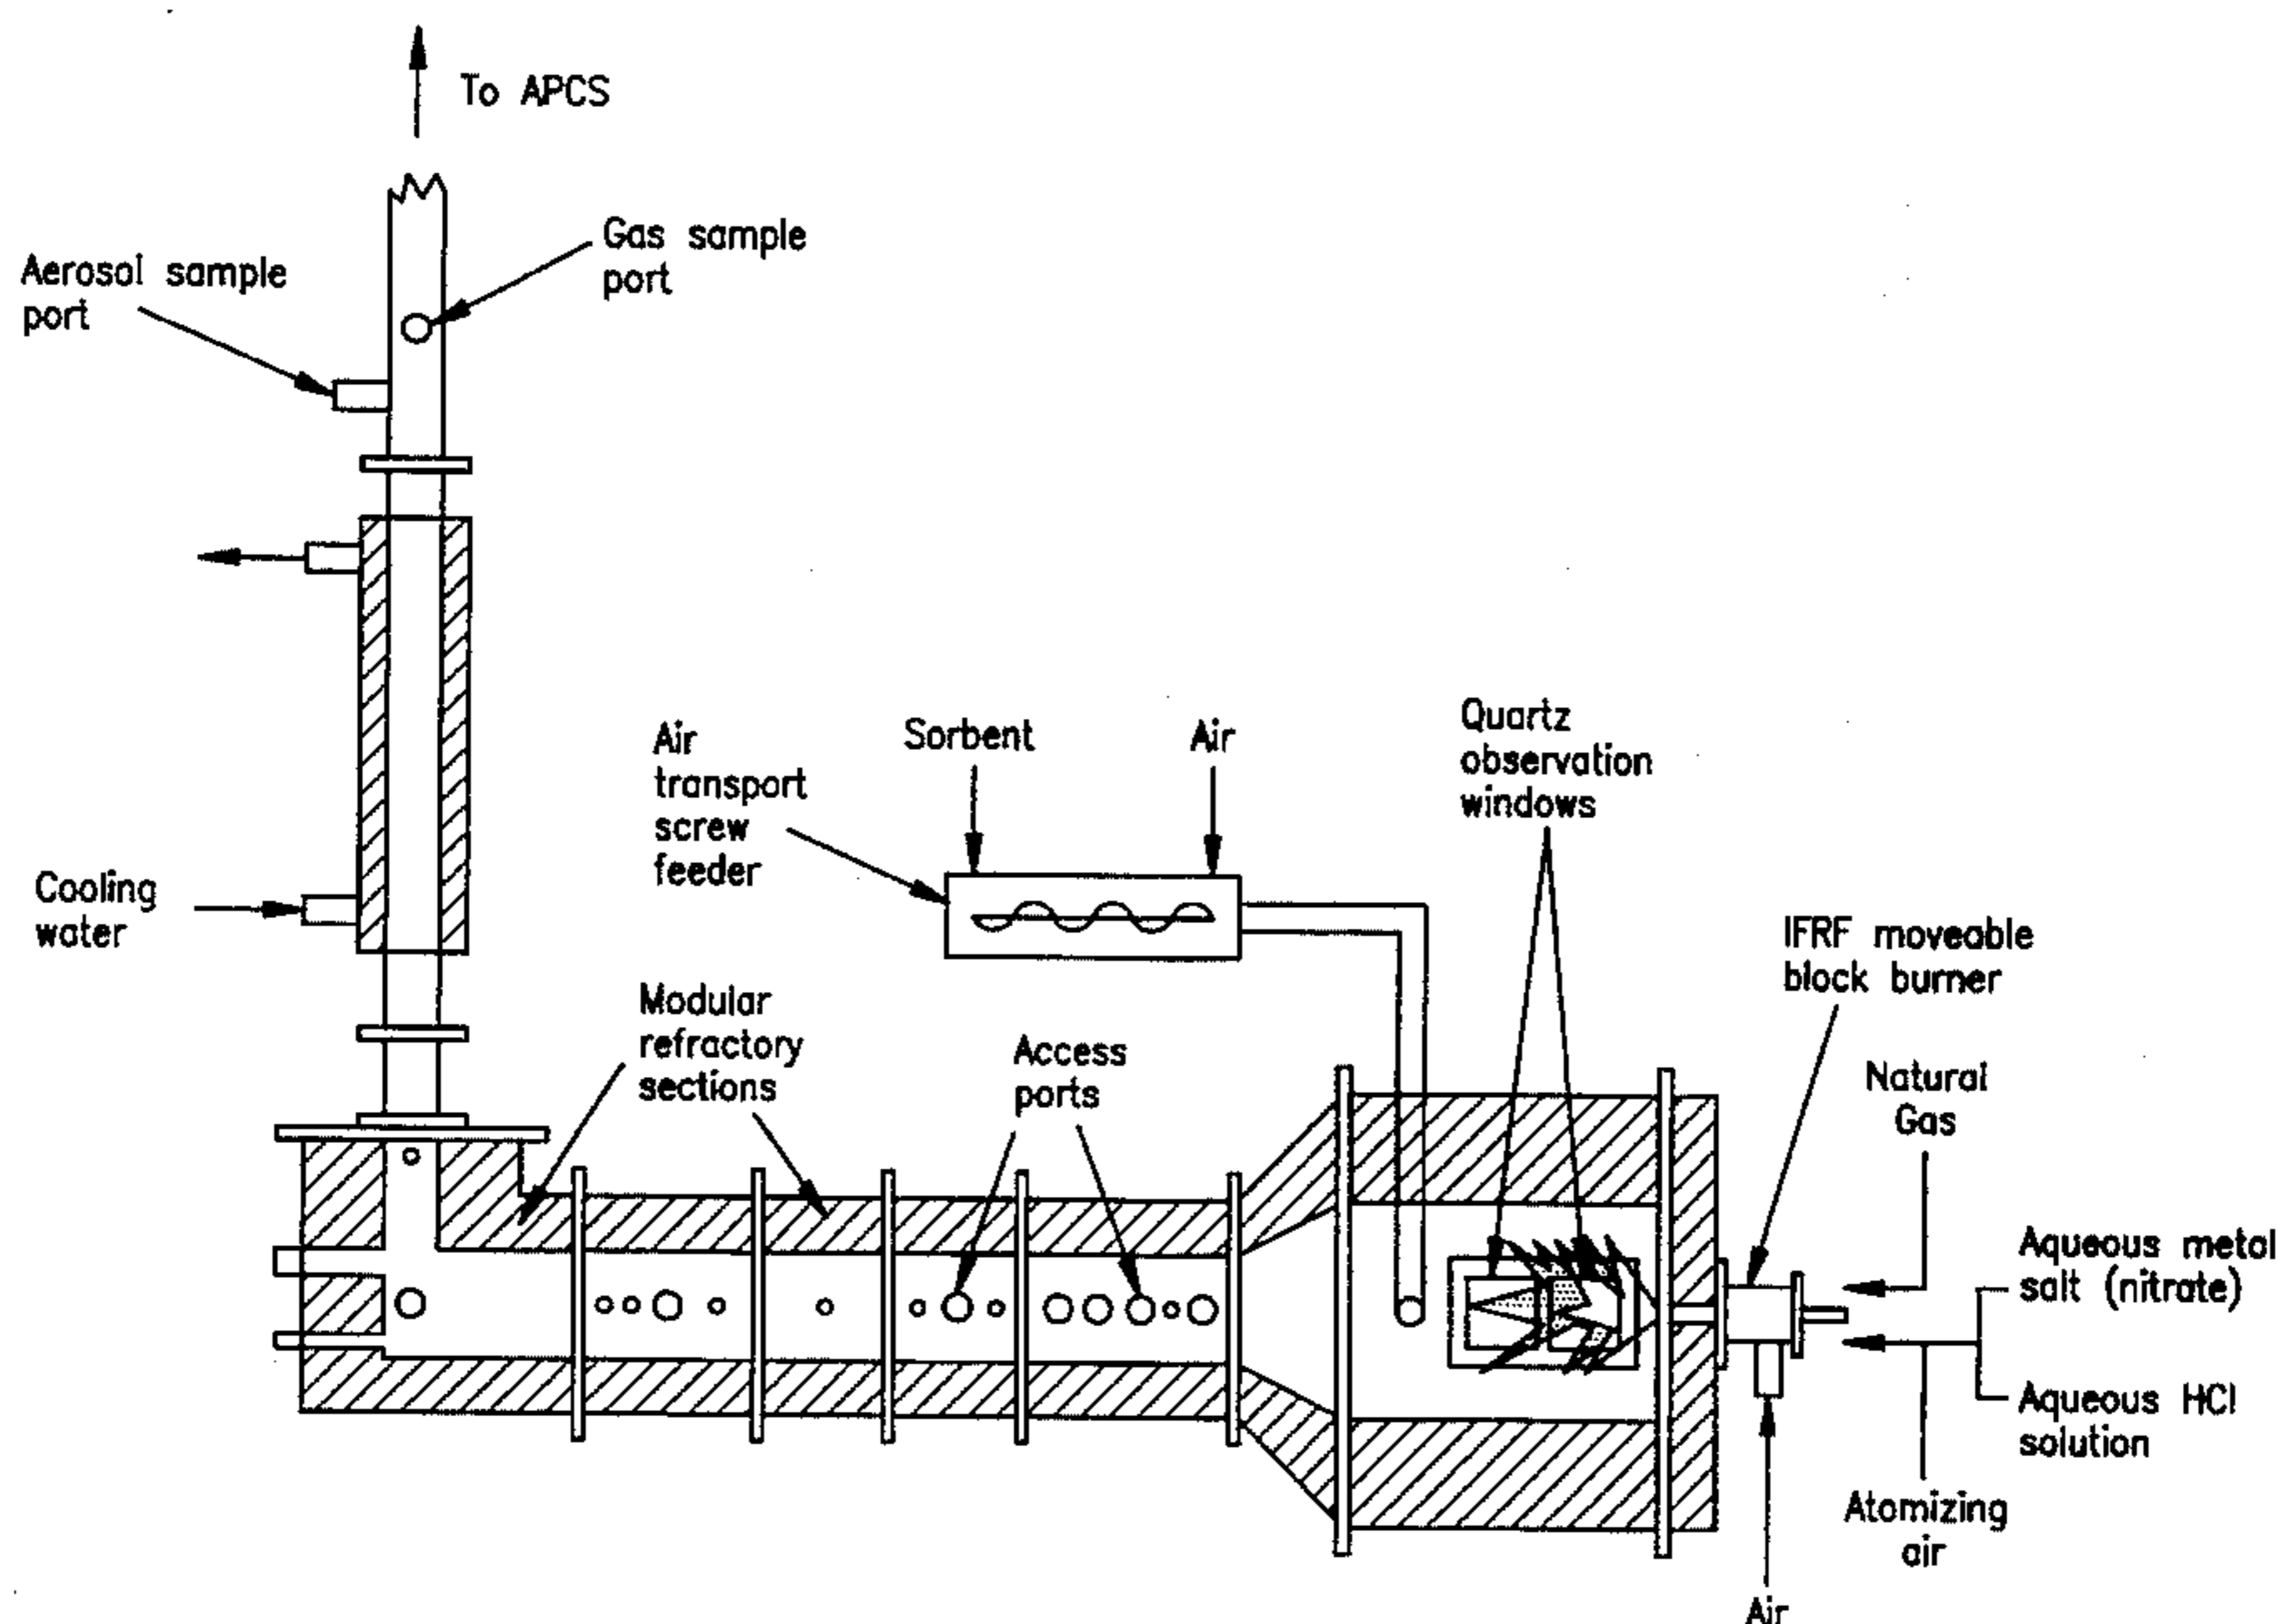 To APCS
Gas sample
port
Aerosol sample
port
Cooling
water
Air
transport
screw
feeder
Sorbent
Air
Quartz
observation
windows
IFRF moveable
block burner
Modular
refractory
sections
Access
ports
Natural
Gas
Aqueous metal
salt (nitrate)
Aqueous HCl
solution
Atomizing
air
Air